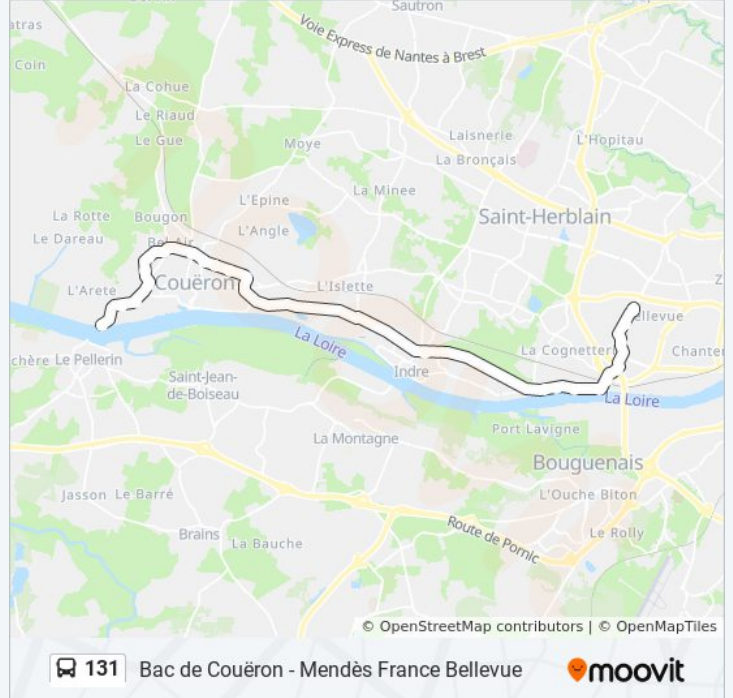 Sautron
atras
Voie Express de Nantes à Brest
Coin
La Cohue
Le Riaud
Laisnerie
L'Hopitau
Le Gue
Moye
La Bronçais
La Minee
L'Epine
La Rotte
Bougon
Saint-Herblain
L'Angle
Le Dareau
Bel Air
Z
Couëron
L'Islette
L'Arete
ellevue
La Loire
La Cognetter
Chanter
chère
Le Pellerin
Indre
Saint-Jean-
de-Boiseau
La Loire
Port Lavigne
La Montagne
Bouguenais
Jasson
Le Barré
L'Ouche Biton
Route de Pornic
Brains
La Bauche
Le Rolly
© OpenStreetMap contributors | © OpenMapTiles
131 Bac de Couëron - Mendès France Bellevue
moovit